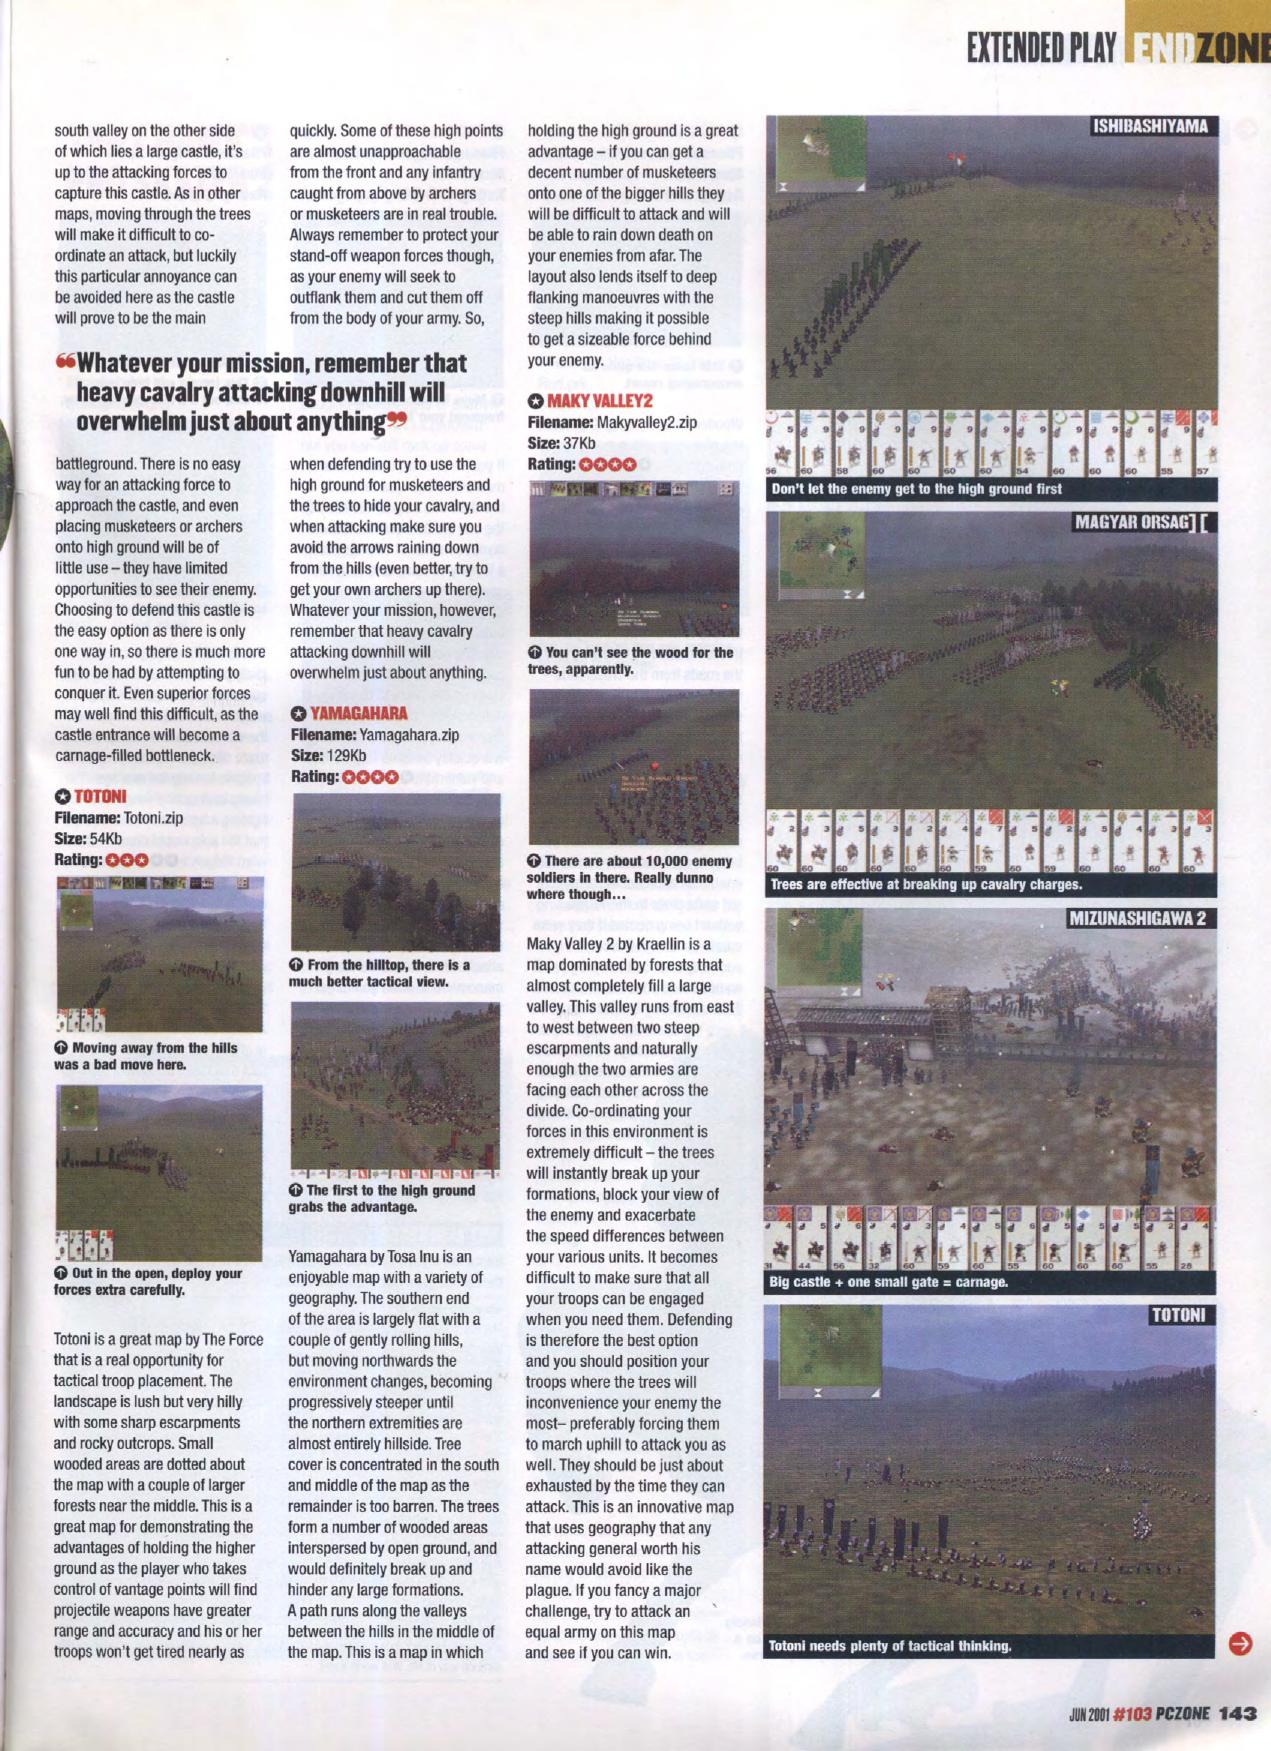 EXTENDED PLAY ENDZONE
south valley on the other side
of which lies a large castle, it's
up to the attacking forces to
capture this castle. As in other
maps, moving through the trees
will make it difficult to co-
ordinate an attack, but luckily
this particular annoyance can
be avoided here as the castle
will prove to be the main
“Whatever your mission, remember that
heavy cavalry attacking downhill will
overwhelm just about anything”
battleground. There is no easy
way for an attacking force to
approach the castle, and even
placing musketeers or archers
onto high ground will be of
little use – they have limited
opportunities to see their enemy.
Choosing to defend this castle is
the easy option as there is only
one way in, so there is much more
fun to be had by attempting to
conquer it. Even superior forces
may well find this difficult, as the
castle entrance will become a
carnage-filled bottleneck.
TOTONI
Filename: Totoni.zip
Size: 54Kb
Rating:
Moving away from the hills
was a bad move here.
Out in the open, deploy your
forces extra carefully.
Totoni is a great map by The Force
that is a real opportunity for
tactical troop placement. The
landscape is lush but very hilly
with some sharp escarpments
and rocky outcrops. Small
wooded areas are dotted about
the map with a couple of larger
forests near the middle. This is a
great map for demonstrating the
advantages of holding the higher
ground as the player who takes
control of vantage points will find
projectile weapons have greater
range and accuracy and his or her
troops won't get tired nearly as
quickly. Some of these high points
are almost unapproachable
from the front and any infantry
caught from above by archers
or musketeers are in real trouble.
Always remember to protect your
stand-off weapon forces though,
as your enemy will seek to
outflank them and cut them off
from the body of your army. So,
when defending try to use the
high ground for musketeers and
the trees to hide your cavalry, and
when attacking make sure you
avoid the arrows raining down
from the hills (even better, try to
get your own archers up there).
Whatever your mission, however,
remember that heavy cavalry
attacking downhill will
overwhelm just about anything.
YAMAGAHARA
Filename: Yamagahara.zip
Size: 129Kb
Rating:
From the hilltop, there is a
much better tactical view.
The first to the high ground
grabs the advantage.
Yamagahara by Tosa Inu is an
enjoyable map with a variety of
geography. The southern end
of the area is largely flat with a
couple of gently rolling hills,
but moving northwards the
environment changes, becoming
progressively steeper until
the northern extremities are
almost entirely hillside. Tree
cover is concentrated in the south
and middle of the map as the
remainder is too barren. The trees
form a number of wooded areas
interspersed by open ground, and
would definitely break up and
hinder any large formations.
A path runs along the valleys
between the hills in the middle of
the map. This is a map in which
holding the high ground is a great
advantage – if you can get a
decent number of musketeers
onto one of the bigger hills they
will be difficult to attack and will
be able to rain down death on
your enemies from afar. The
layout also lends itself to deep
flanking manoeuvres with the
steep hills making it possible
to get a sizeable force behind
your enemy.
MAKY VALLEY2
Filename: Makyvalley2.zip
Size: 37Kb
Rating:
You can't see the wood for the
trees, apparently.
There are about 10,000 enemy
soldiers in there. Really dunno
where though...
Maky Valley 2 by Kraellin is a
map dominated by forests that
almost completely fill a large
valley. This valley runs from east
to west between two steep
escarpments and naturally
enough the two armies are
facing each other across the
divide. Co-ordinating your
forces in this environment is
extremely difficult – the trees
will instantly break up your
formations, block your view of
the enemy and exacerbate
the speed differences between
your various units. It becomes
difficult to make sure that all
your troops can be engaged
when you need them. Defending
is therefore the best option
and you should position your
troops where the trees will
inconvenience your enemy the
most– preferably forcing them
to march uphill to attack you as
well. They should be just about
exhausted by the time they can
attack. This is an innovative map
that uses geography that any
attacking general worth his
name would avoid like the
plague. If you fancy a major
challenge, try to attack an
equal army on this map
and see if you can win.
ISHIBASHIYAMA
Don't let the enemy get to the high ground first
MAGYAR ORSAG][
Trees are effective at breaking up cavalry charges.
MIZUNASHIGAWA 2
Big castle + one small gate = carnage.
TOTONI
Totoni needs plenty of tactical thinking.
JUN 2001 #103 PCZONE 143